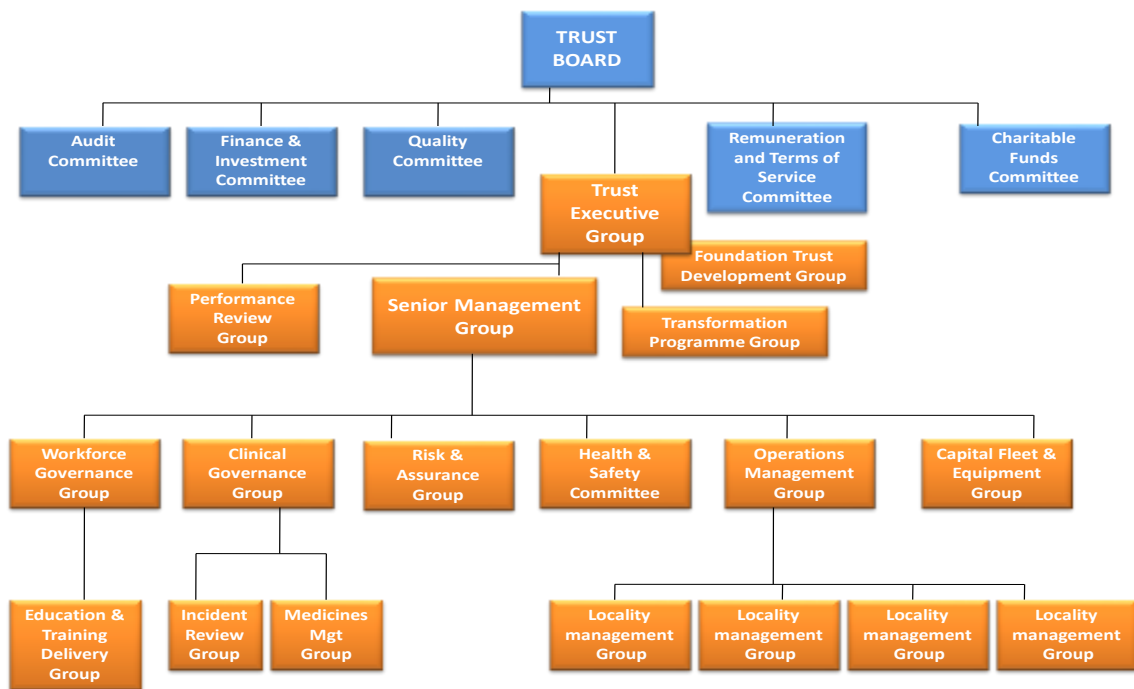 TRUST
BOARD
Audit
Committee
Finance &
Investment
Committee
Quality
Committee
Remuneration
and Terms of
Service
Committee
Charitable
Funds
Committee
Trust
Executive
Group
Foundation Trust
Development Group
Performance
Review
Group
Senior Management
Group
Transformation
Programme Group
Workforce
Governance
Group
Clinical
Governance
Group
Risk &
Assurance
Group
Health &
Safety
Committee
Operations
Management
Group
Capital Fleet &
Equipment
Group
Education &
Training
Delivery
Group
Incident
Review
Group
Medicines
Mgt
Group
Locality
management
Group
Locality
management
Group
Locality
management
Group
Locality
management
Group